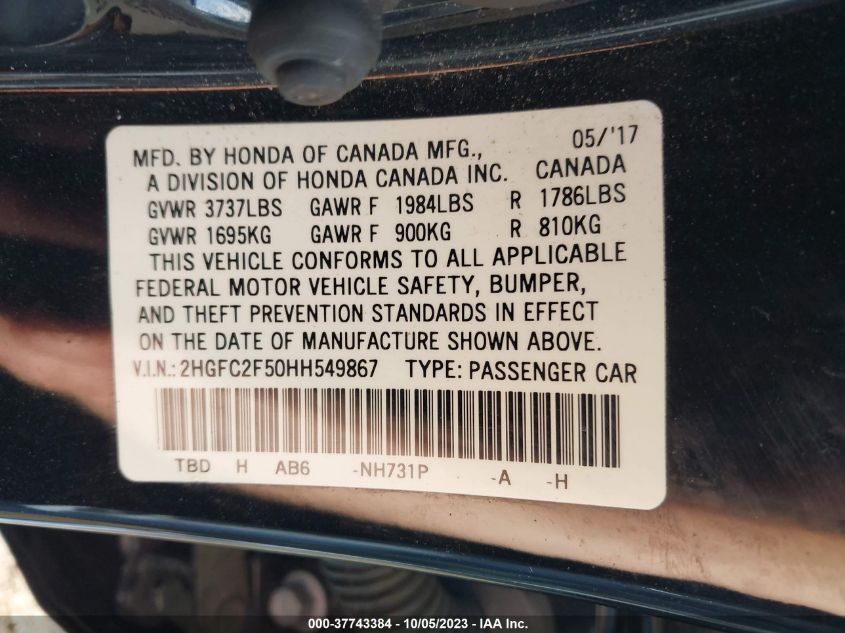 05/'17
MFD. BY HONDA OF CANADA MFG.,
A DIVISION OF HONDA CANADA INC. CANADA
GVWR 3737LBS GAWR F 1984LBS R 1786LBS
GVWR 1695KG GAWR F 900KG R 810KG
THIS VEHICLE CONFORMS TO ALL APPLICABLE
FEDERAL MOTOR VEHICLE SAFETY, BUMPER,
AND THEFT PREVENTION STANDARDS IN EFFECT
ON THE DATE OF MANUFACTURE SHOWN ABOVE.
V.I.N.: 2HGFC2F50HH549867 TYPE: PASSENGER CAR
TBD H AB6 -NH731P -A -H
000-37743384 - 10/05/2023 - IAA Inc.